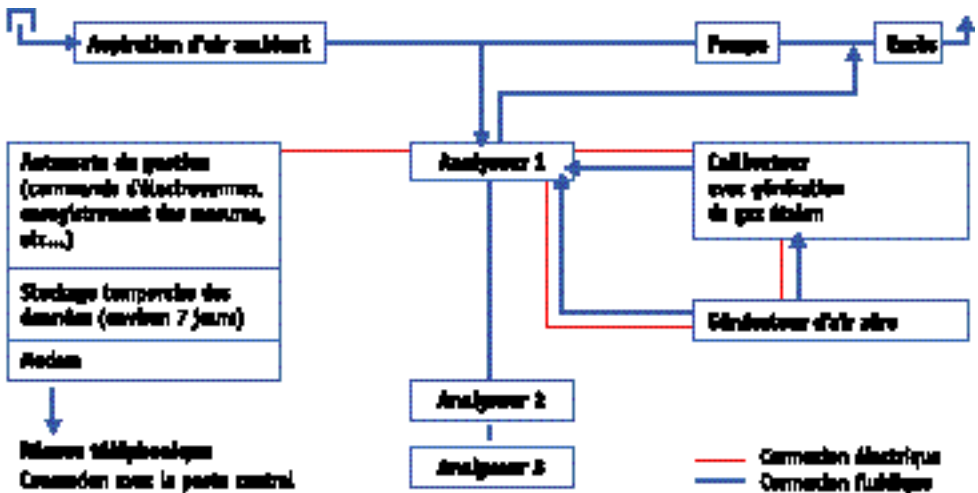 Aspiration d'air ambiant
Pompe
Excès
Automate de gestion
(commande d'électrovannes,
enregistrement des mesures,
etc...)
Analyseur 1
Calibrateur
avec génération
de gaz étalon
Stockage temporaire des
données (environ 7 jours)
Générateur d'air zéro
Modem
Analyseur 2
Réseau téléphonique
Connexion avec le poste central
Analyseur 3
Connexion électrique
Connexion fluidique